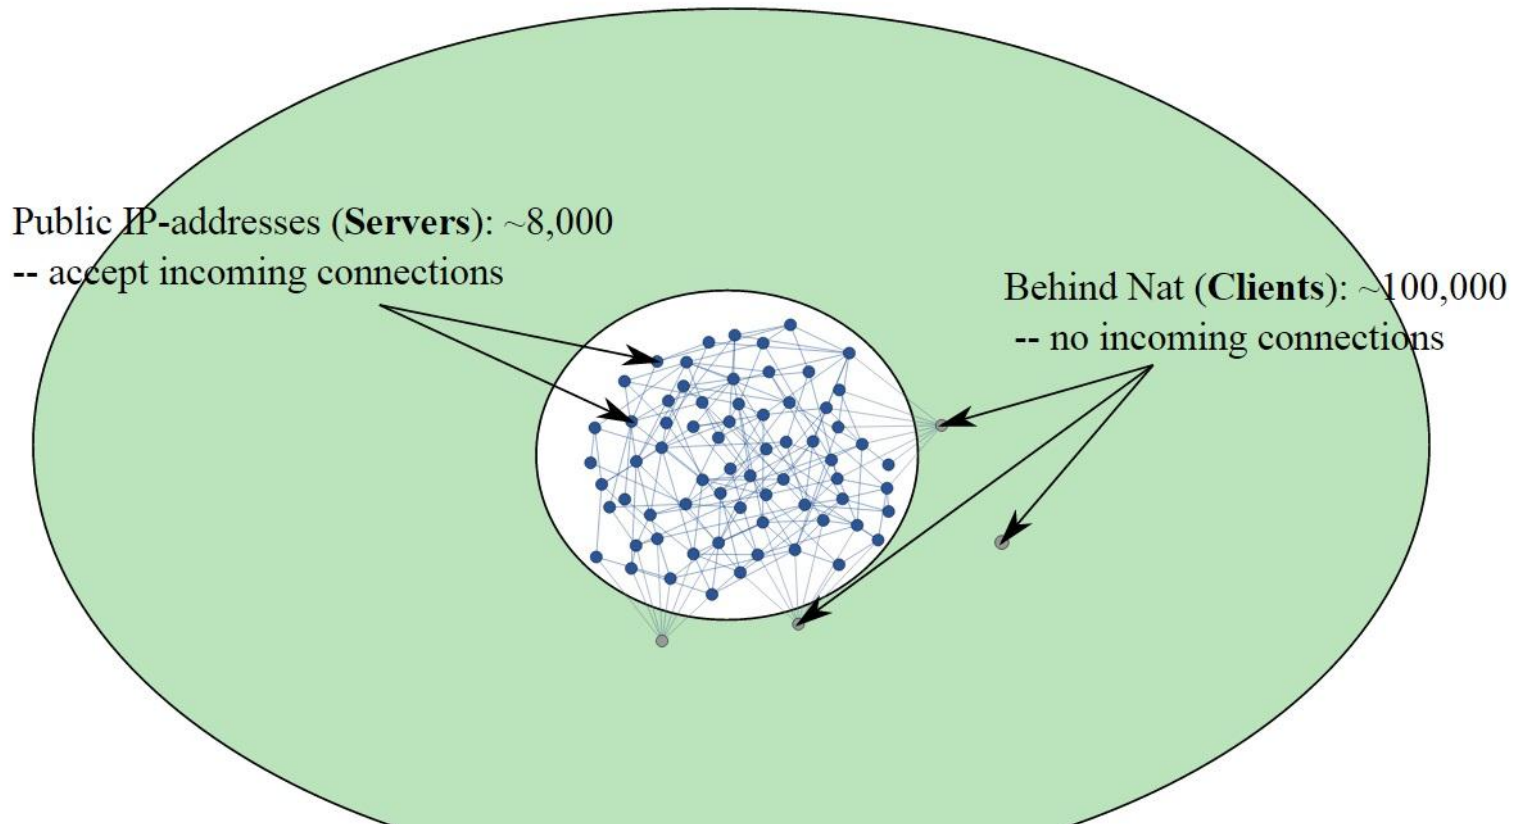 Public IP-addresses (Servers): ~8,000
-- accept incoming connections
Behind Nat (Clients): ~100,000
-- no incoming connections